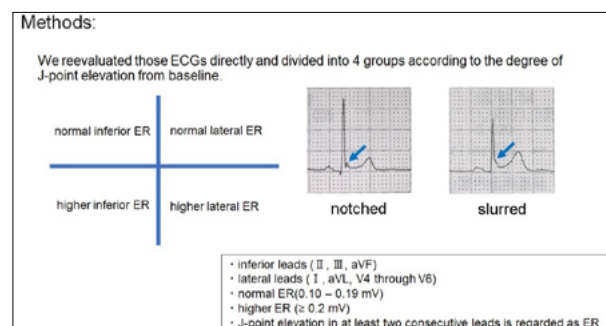 Methods:
We reevaluated those ECGs directly and divided into 4 groups according to the degree of
J-point elevation from baseline.
normal inferior ER
normal lateral ER
higher inferior ER
higher lateral ER
notched
slurred
・inferior leads (Ⅱ, Ⅲ, aVF)
・lateral leads (Ⅰ, aVL, V4 through V6)
・normal ER(0.10 – 0.19 mV)
・higher ER (≥ 0.2 mV)
・J-point elevation in at least two consecutive leads is regarded as ER